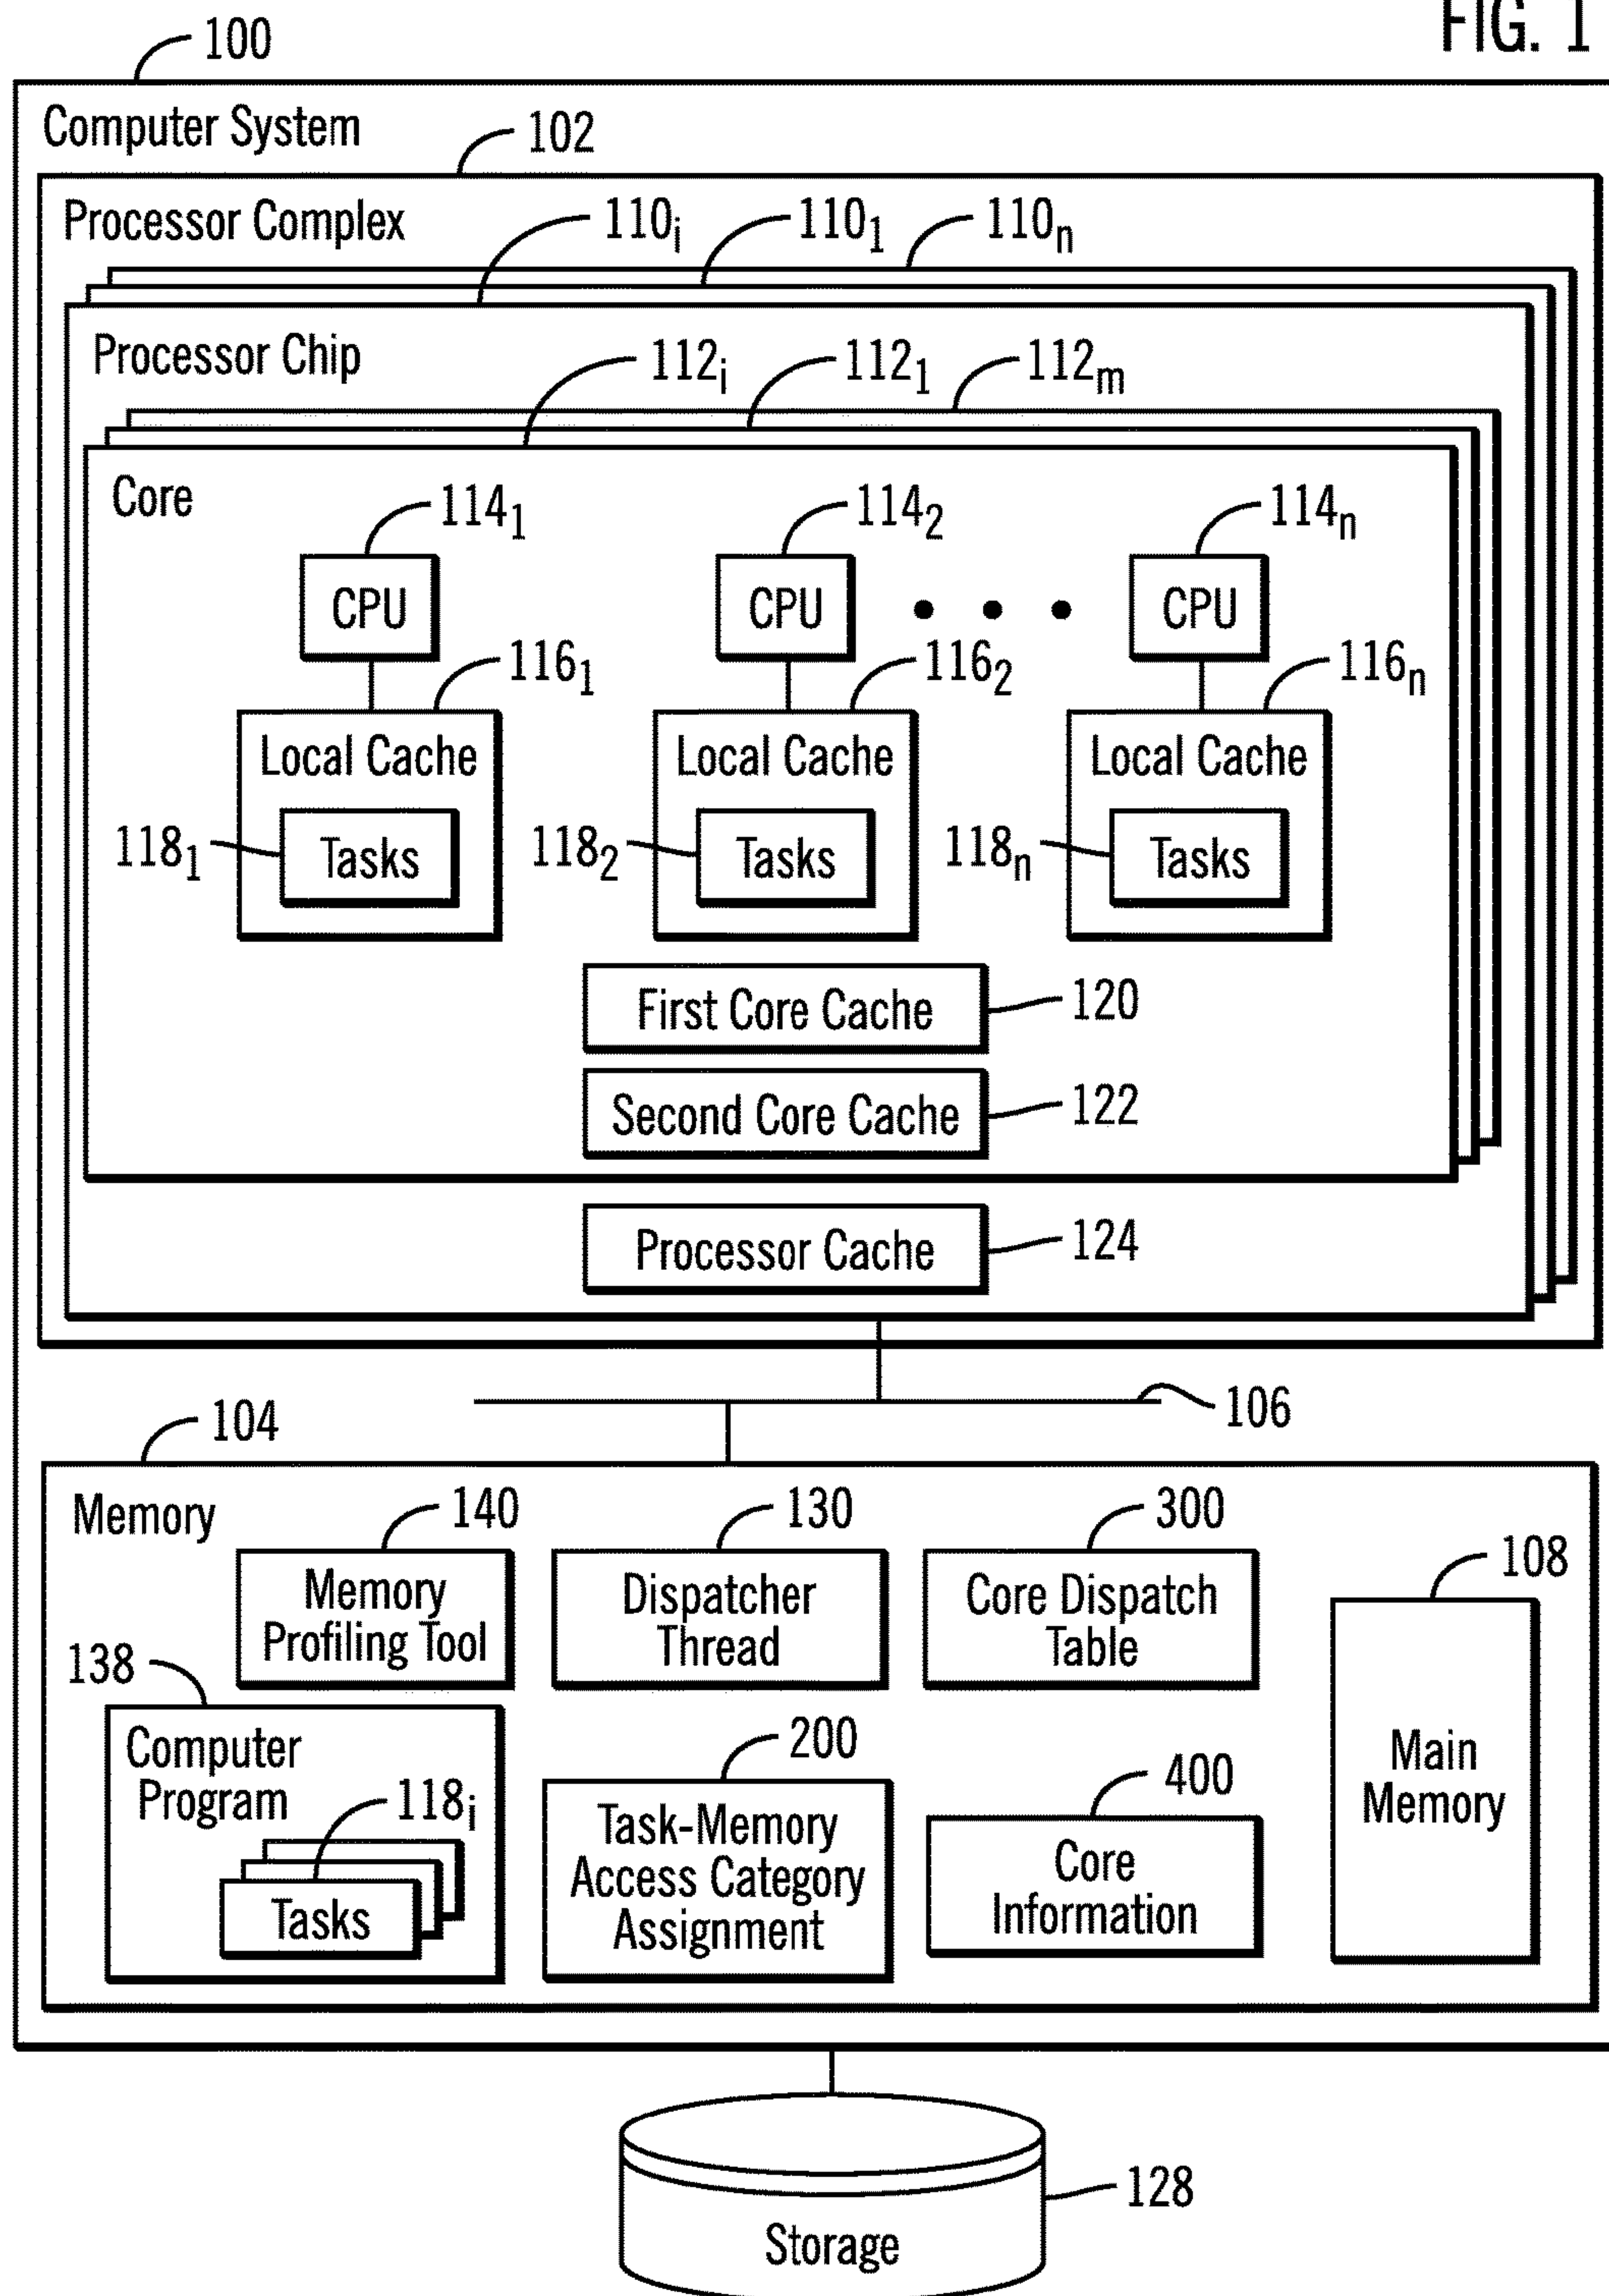 FIG. 1
100
Computer System
102
Processor Complex
110i 1101 110n
Processor Chip
112i 1121 112m
Core
1141 1142 114n
CPU CPU CPU
1161 1162 116n
Local Cache Local Cache Local Cache
1181 Tasks 1182 Tasks 118n Tasks
First Core Cache 120
Second Core Cache 122
Processor Cache 124
106
104
Memory
140 130 300 108
Memory
Profiling Tool
Dispatcher
Thread
Core Dispatch
Table
138
Computer
Program
118i
Tasks
200
Task-Memory
Access Category
Assignment
400
Core
Information
Main
Memory
128
Storage